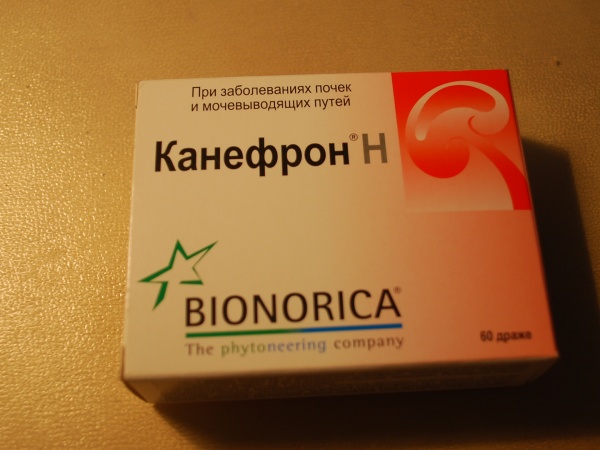 При заболеваниях почек
и мочевыводящих путей
Канефрон® Н
BIONORICA®
The phytoneering company
60 драже